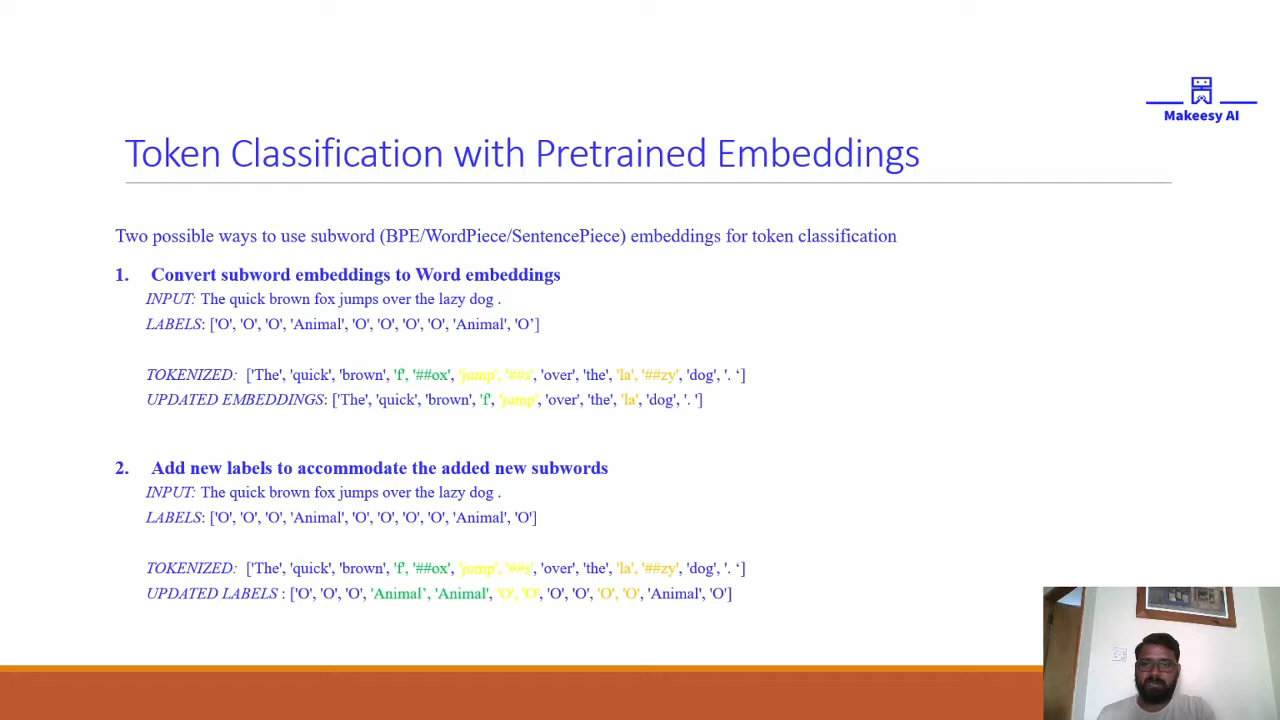 Makeesy AI
Token Classification with Pretrained Embeddings
Two possible ways to use subword (BPE/WordPiece/SentencePiece) embeddings for token classification
1. Convert subword embeddings to Word embeddings
INPUT: The quick brown fox jumps over the lazy dog .
LABELS: ['O', 'O', 'O', 'Animal', 'O', 'O', 'O', 'O', 'Animal', 'O’]
TOKENIZED: ['The', 'quick', 'brown', 'f', '##ox', 'jump', '##s', 'over', 'the', 'la', '##zy', 'dog', '. ‘]
UPDATED EMBEDDINGS: ['The', 'quick', 'brown', 'f', 'jump', 'over', 'the', 'la', 'dog', '. ']
2. Add new labels to accommodate the added new subwords
INPUT: The quick brown fox jumps over the lazy dog .
LABELS: ['O', 'O', 'O', 'Animal', 'O', 'O', 'O', 'O', 'Animal', 'O']
TOKENIZED: ['The', 'quick', 'brown', 'f', '##ox', 'jump', '##s', 'over', 'the', 'la', '##zy', 'dog', '. ‘]
UPDATED LABELS : ['O', 'O', 'O', 'Animal’, 'Animal', 'O', 'O', 'O', 'O', 'O', 'O', 'Animal', 'O']